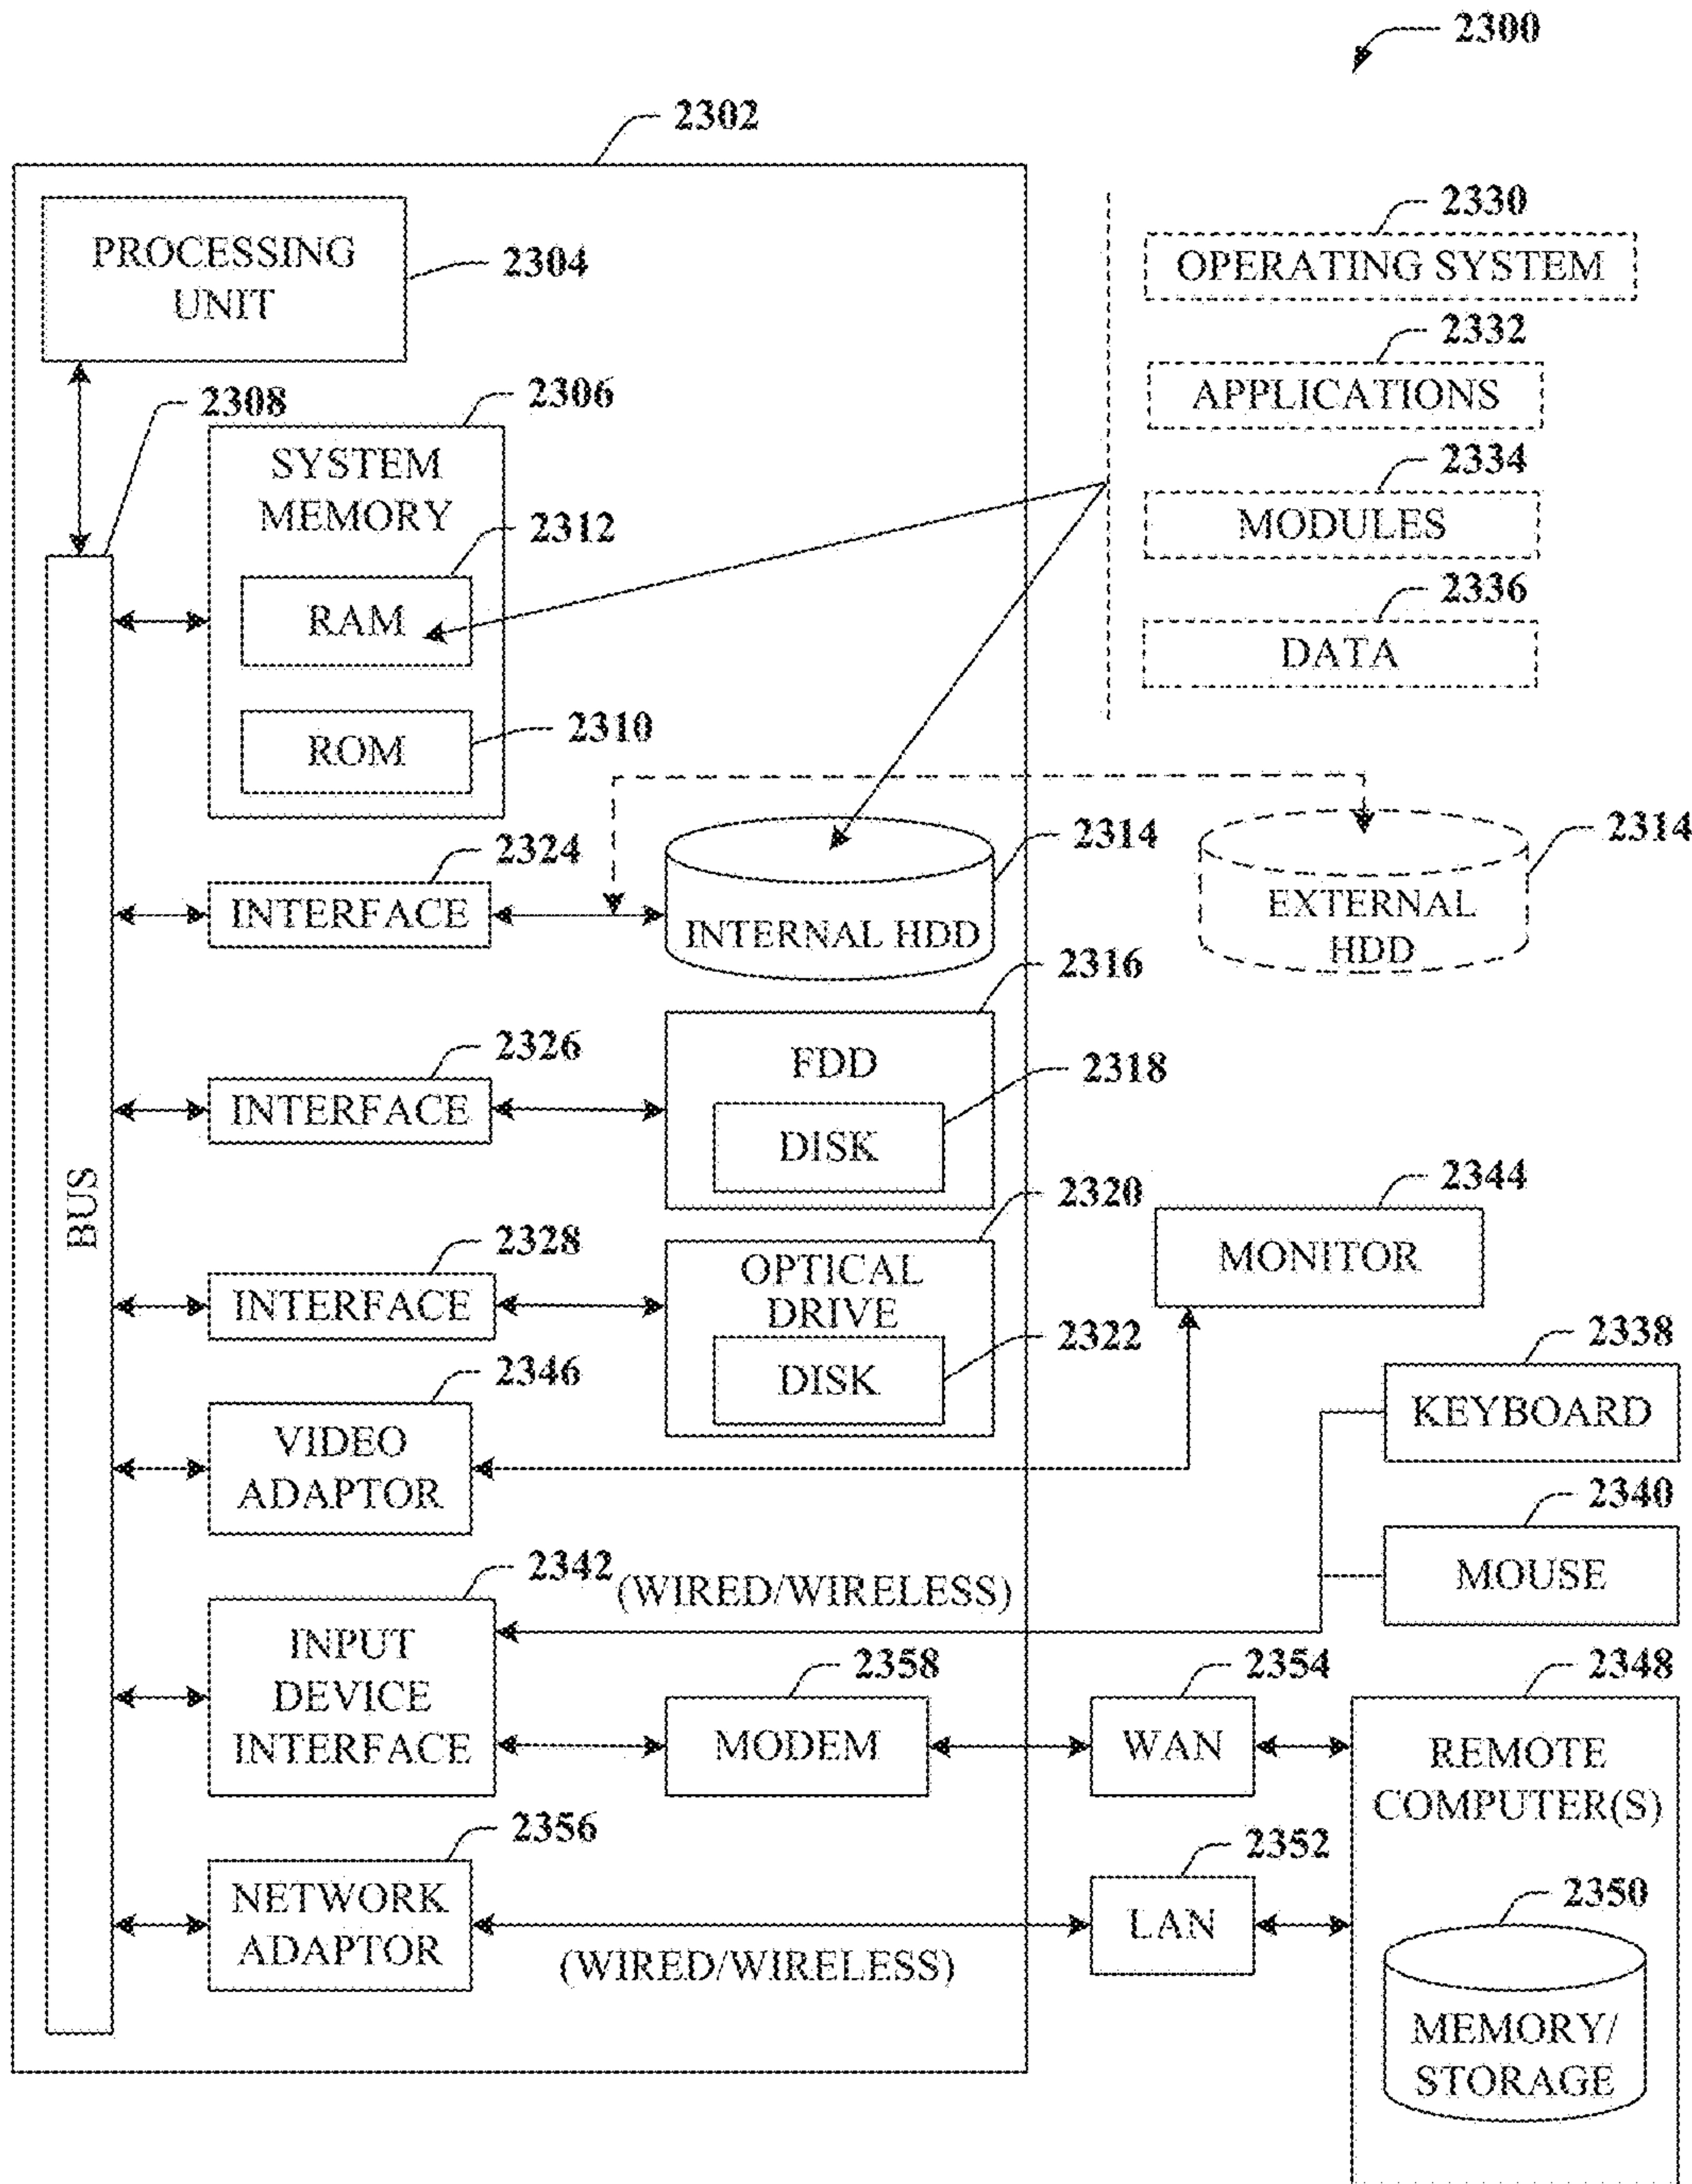 2300
2302
PROCESSING
UNIT
2304
2330
OPERATING SYSTEM
2332
APPLICATIONS
2334
MODULES
2336
DATA
2308
2306
SYSTEM
MEMORY
2312
RAM
2310
ROM
2324
INTERFACE
2314
INTERNAL HDD
2314
EXTERNAL
HDD
2316
FDD
2326
INTERFACE
2318
DISK
BUS
2320
OPTICAL
DRIVE
2328
INTERFACE
2322
DISK
2344
MONITOR
2346
VIDEO
ADAPTOR
2338
KEYBOARD
2340
MOUSE
2342
(WIRED/WIRELESS)
INPUT
DEVICE
INTERFACE
2358
MODEM
2354
WAN
2348
REMOTE
COMPUTER(S)
2356
NETWORK
ADAPTOR
(WIRED/WIRELESS)
2352
LAN
2350
MEMORY/
STORAGE